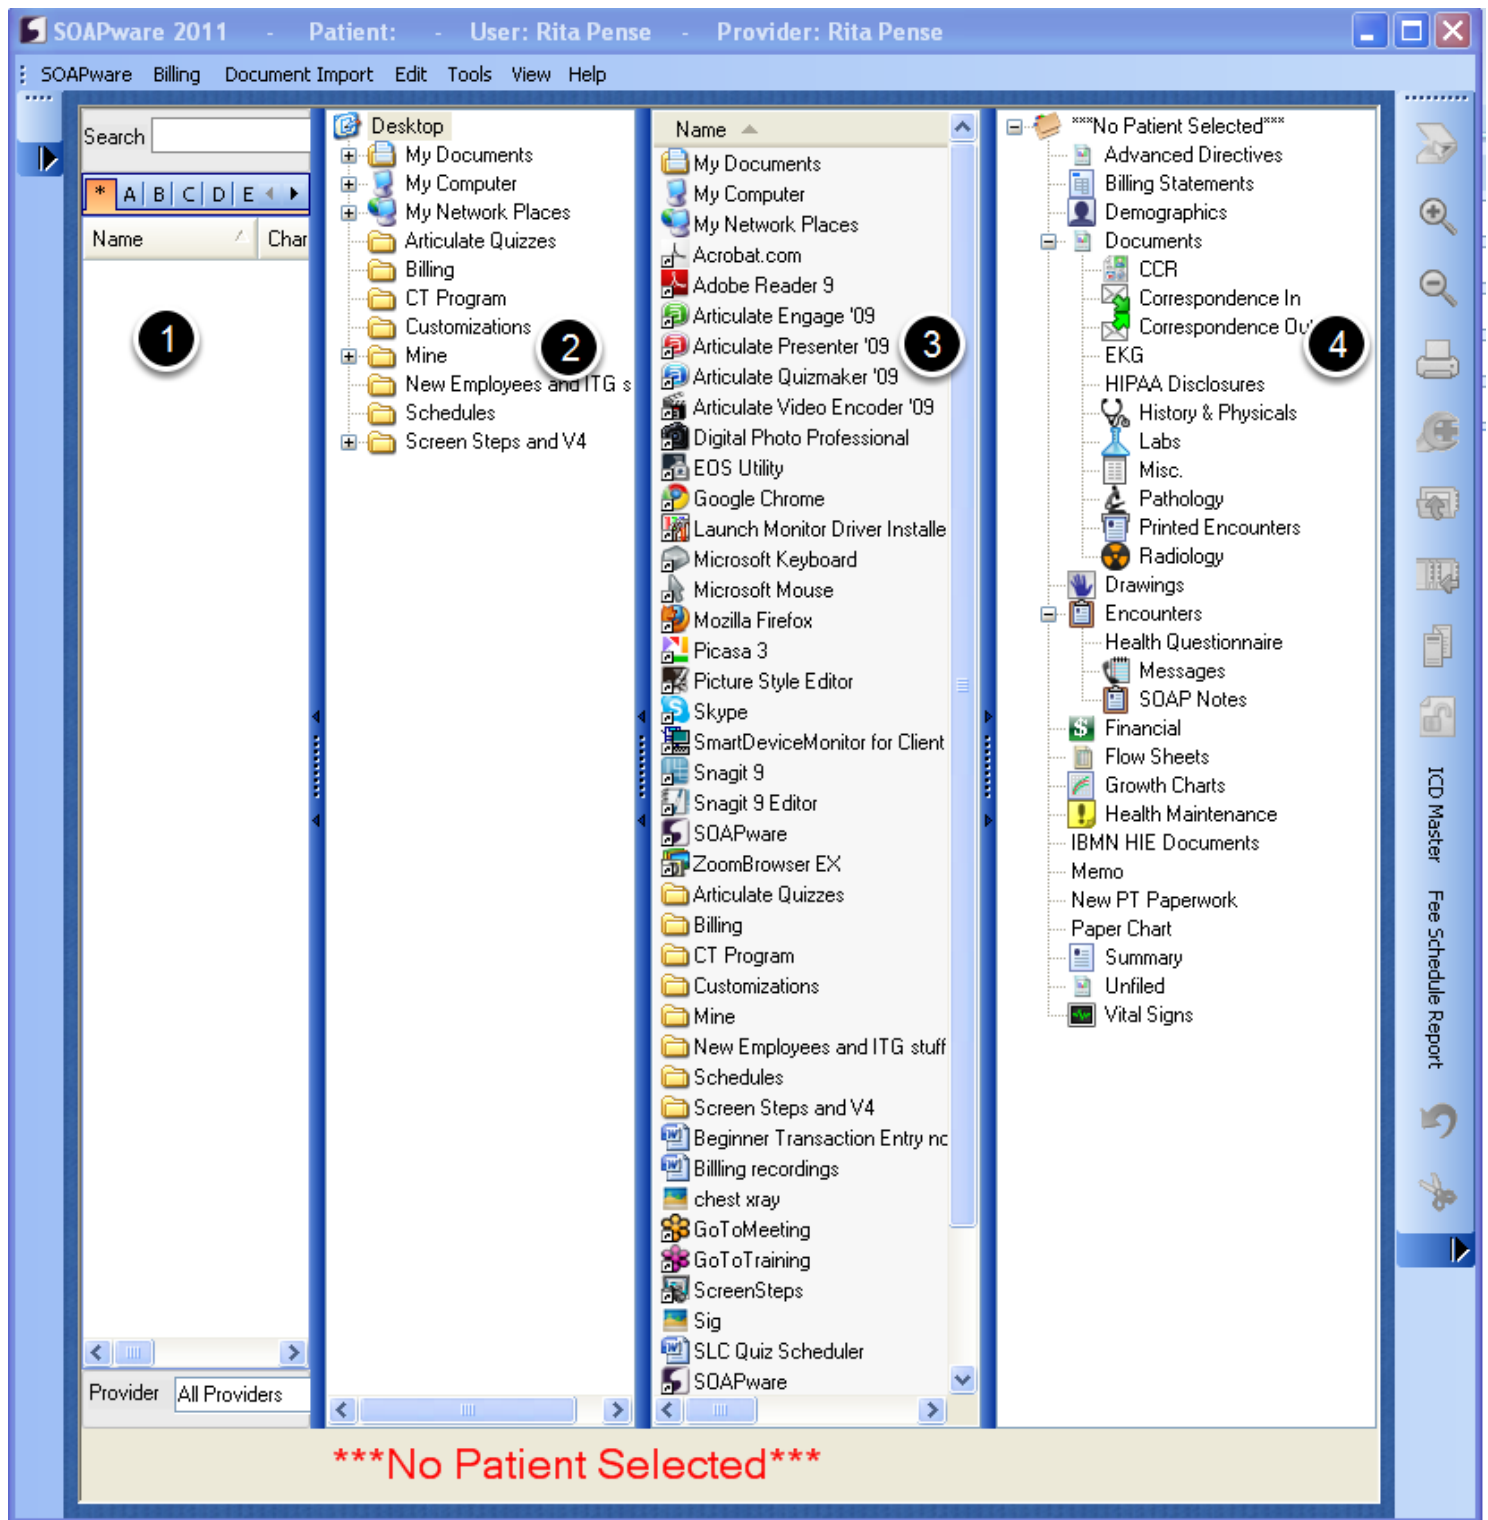 SOAPware 2011 - Patient: - User: Rita Pense - Provider: Rita Pense
SOAPware Billing Document Import Edit Tools View Help
Search
* A B C D E
Name Char
1
Provider All Providers
Desktop
My Documents
My Computer
My Network Places
Articulate Quizzes
Billing
CT Program
Customizations
Mine
New Employees and ITG s
Schedules
Screen Steps and V4
2
Name
My Documents
My Computer
My Network Places
Acrobat.com
Adobe Reader 9
Articulate Engage '09
Articulate Presenter '09
Articulate Quizmaker '09
Articulate Video Encoder '09
Digital Photo Professional
EOS Utility
Google Chrome
Launch Monitor Driver Installe
Microsoft Keyboard
Microsoft Mouse
Mozilla Firefox
Picasa 3
Picture Style Editor
Skype
SmartDeviceMonitor for Client
Snagit 9
Snagit 9 Editor
SOAPware
ZoomBrowser EX
Articulate Quizzes
Billing
CT Program
Customizations
Mine
New Employees and ITG stuff
Schedules
Screen Steps and V4
Beginner Transaction Entry nc
Billling recordings
chest xray
GoToMeeting
GoToTraining
ScreenSteps
Sig
SLC Quiz Scheduler
SOAPware
3
***No Patient Selected***
Advanced Directives
Billing Statements
Demographics
Documents
CCR
Correspondence In
Correspondence Ou
EKG
HIPAA Disclosures
History & Physicals
Labs
Misc.
Pathology
Printed Encounters
Radiology
Drawings
Encounters
Health Questionnaire
Messages
SOAP Notes
Financial
Flow Sheets
Growth Charts
Health Maintenance
IBMN HIE Documents
Memo
New PT Paperwork
Paper Chart
Summary
Unfiled
Vital Signs
4
ICD Master
Fee Schedule Report
***No Patient Selected***